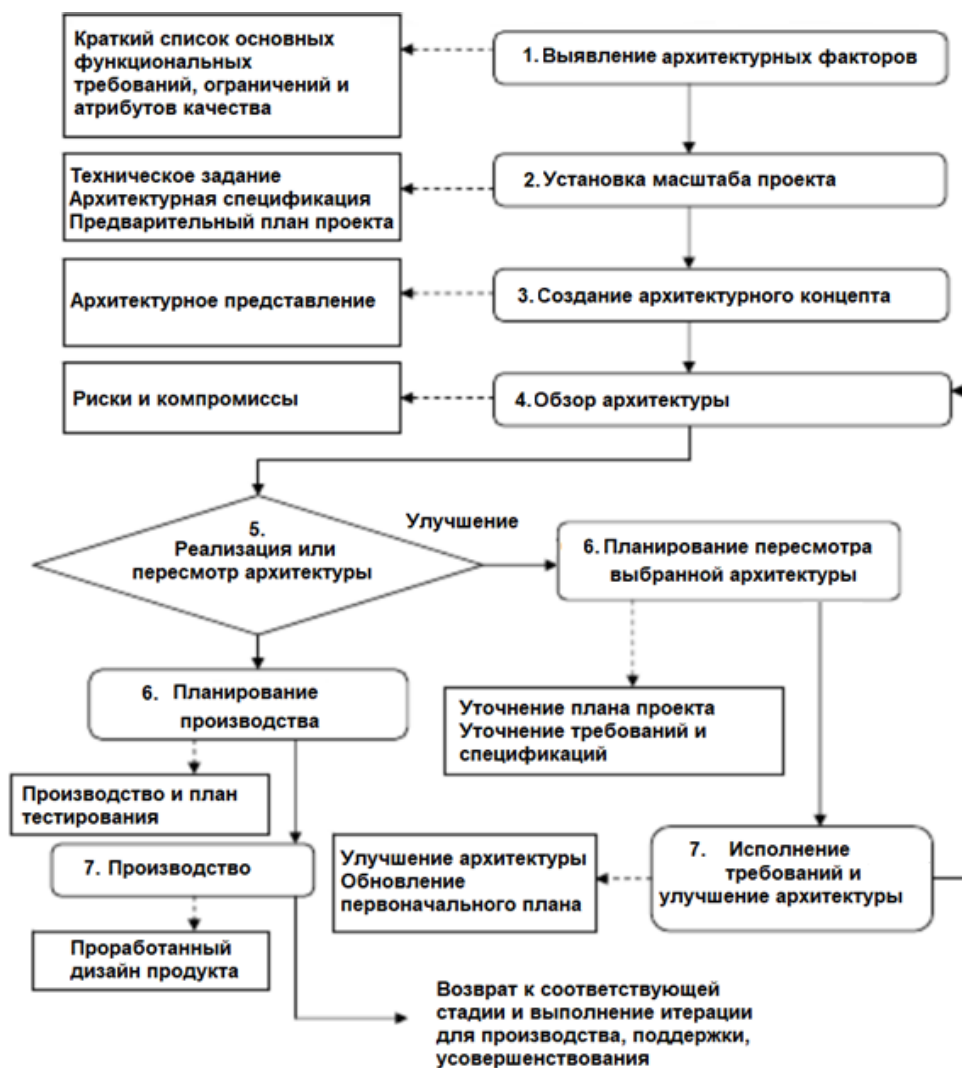 Краткий список основных
функциональных
требований, ограничений и
атрибутов качества
1. Выявление архитектурных факторов
Техническое задание
Архитектурная спецификация
Предварительный план проекта
2. Установка масштаба проекта
Архитектурное представление
3. Создание архитектурного концепта
Риски и компромиссы
4. Обзор архитектуры
5.
Реализация или
пересмотр архитектуры
Улучшение
6. Планирование пересмотра
выбранной архитектуры
6. Планирование
производства
Уточнение плана проекта
Уточнение требований и
спецификаций
Производство и план
тестирования
7. Производство
Улучшение архитектуры
Обновление
первоначального плана
7. Исполнение
требований и
улучшение архитектуры
Проработанный
дизайн продукта
Возврат к соответствующей
стадии и выполнение итерации
для производства, поддержки,
усовершенствования